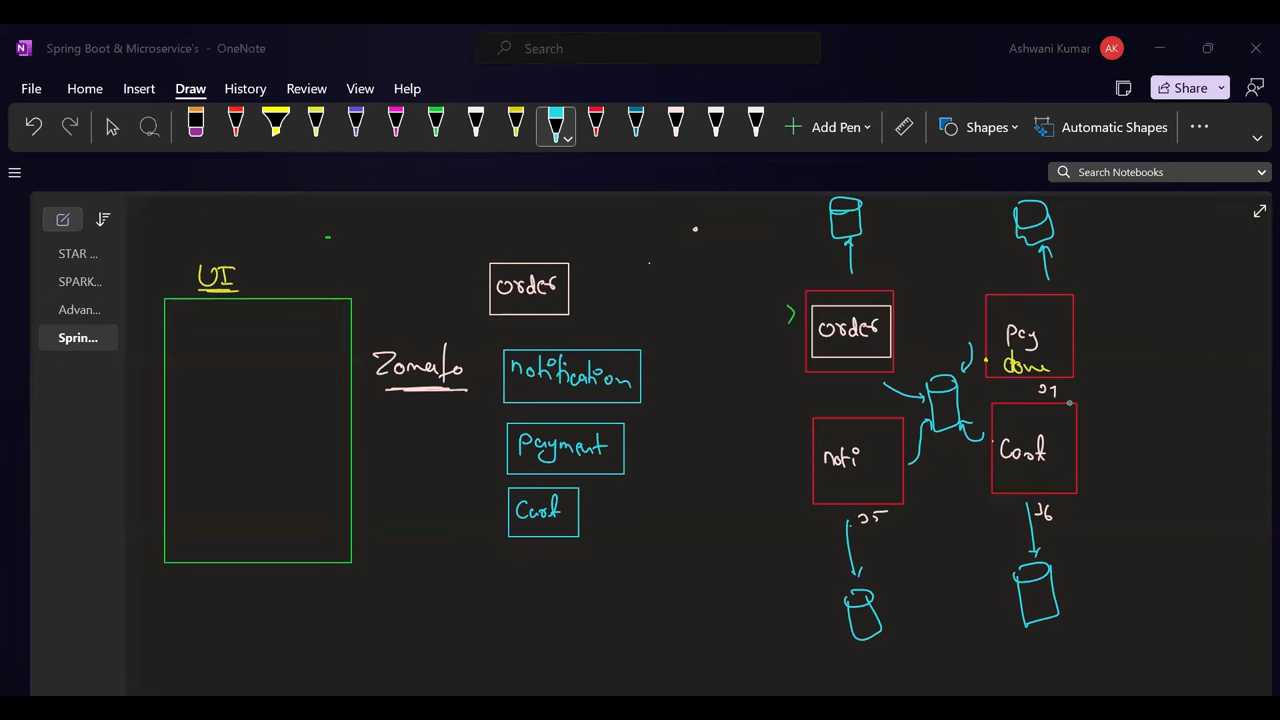 Spring Boot & Microservice's - OneNote
Search
Ashwani Kumar
AK
File
Home
Insert
Draw
History
Review
View
Help
Share
Add Pen
Shapes
Automatic Shapes
Search Notebooks
STAR ...
SPARK...
Advan...
Sprin...
UI
Zomato
order
notification
Payment
Cart
order
Pay
done
noti
Cart